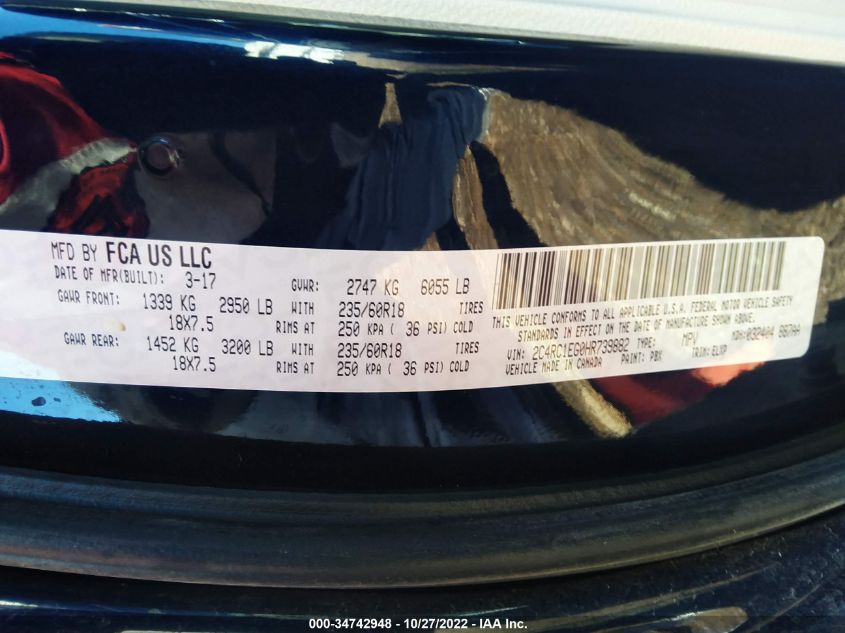 MFD BY FCA US LLC
DATE OF MFR(BUILT): 3-17 GVWR: 2747 KG 6055 LB
GAWR FRONT: 1339 KG 2950 LB WITH 235/60R18 TIRES
18X7.5 RIMS AT 250 KPA ( 36 PSI) COLD
GAWR REAR: 1452 KG 3200 LB WITH 235/60R18 TIRES
18X7.5 RIMS AT 250 KPA ( 36 PSI) COLD
THIS VEHICLE CONFORMS TO ALL APPLICABLE U.S.A. FEDERAL MOTOR VEHICLE SAFETY
STANDARDS IN EFFECT ON THE DATE OF MANUFACTURE SHOWN ABOVE.
VIN: 2C4RC1EG0HR739882 TYPE: MPV MDH: 032404 887AA
VEHICLE MADE IN CANADA PAINT: PBX TRIM: ELXP
000-34742948 - 10/27/2022 - IAA Inc.